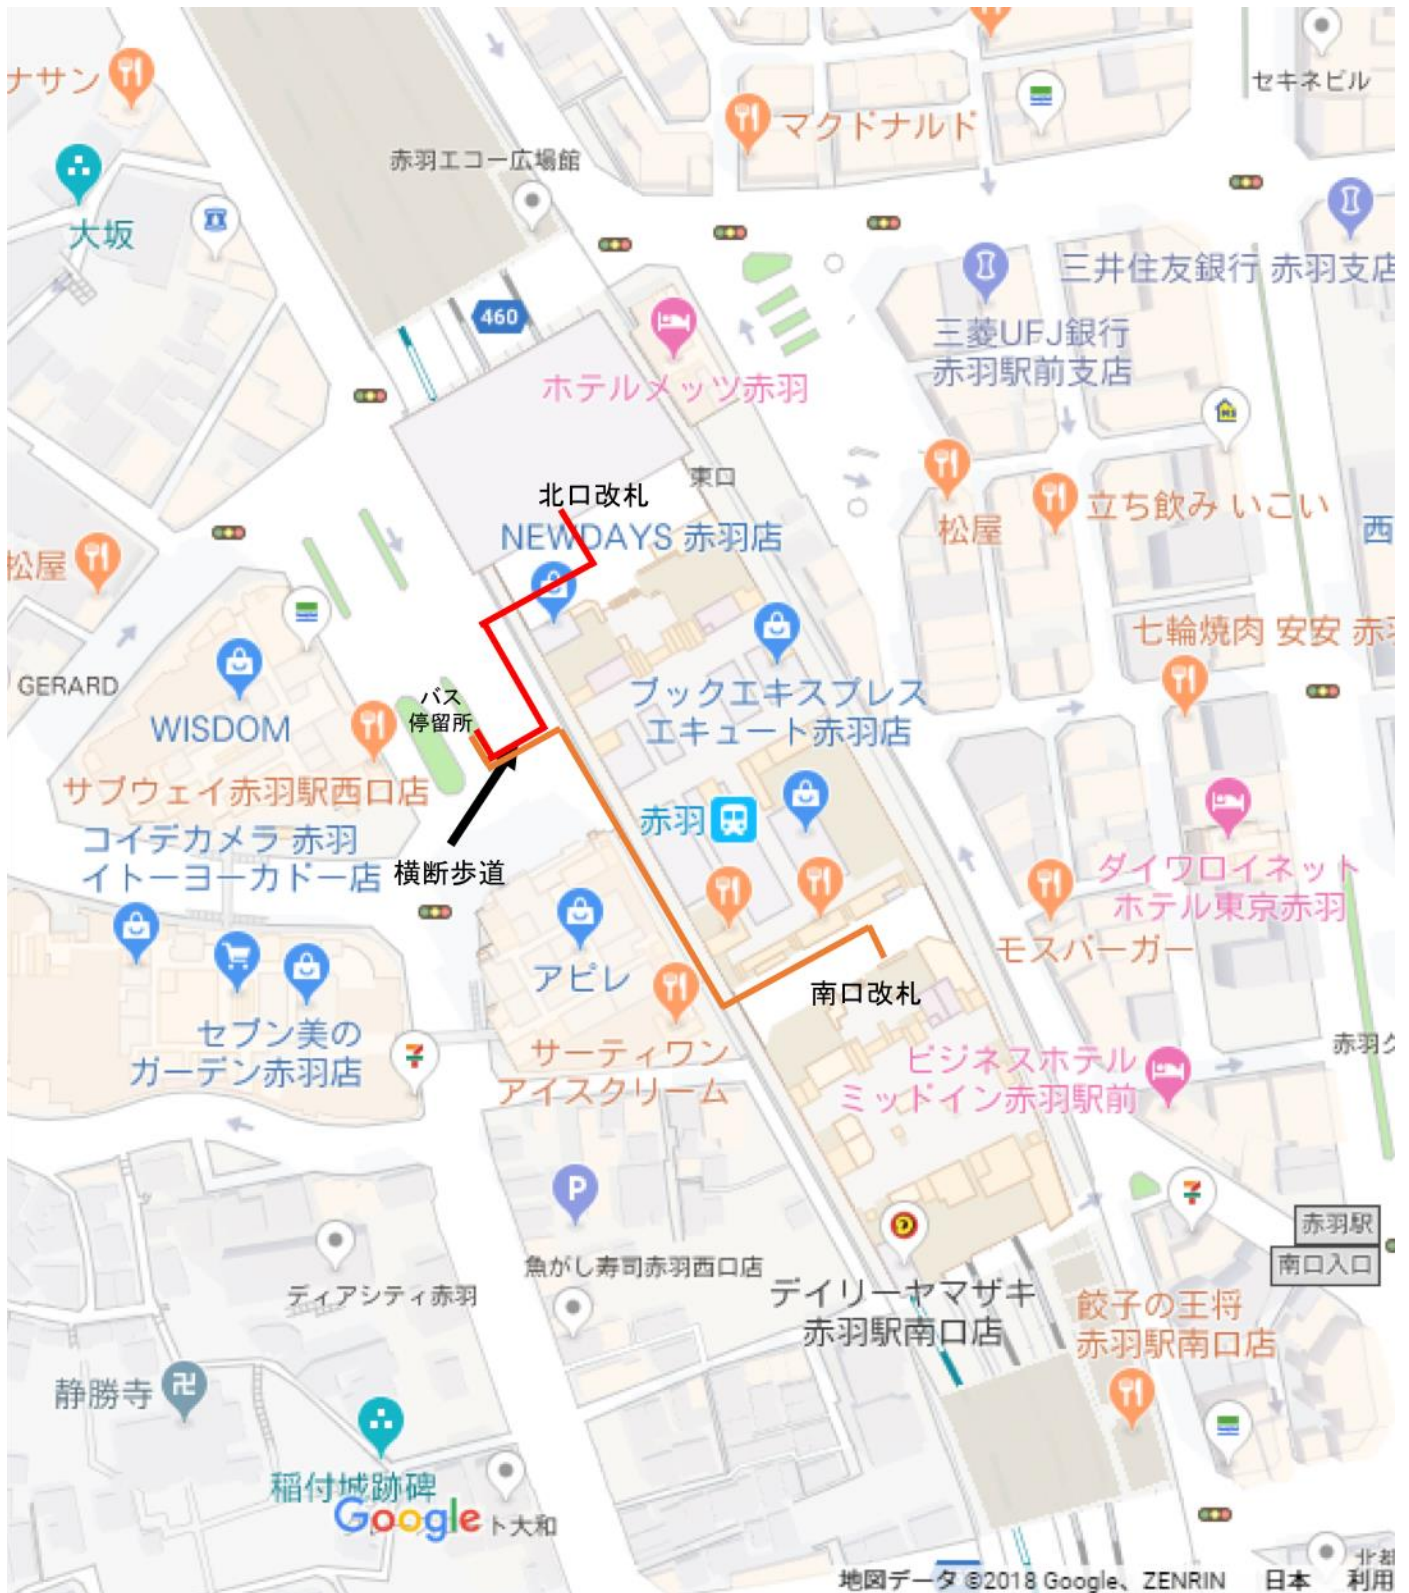 ナサン
マクドナルド
セキネビル
赤羽エコー広場館
大坂
三井住友銀行 赤羽支店
460
三菱UFJ銀行
赤羽駅前支店
ホテルメッツ赤羽
東口
北口改札
NEWDAYS 赤羽店
松屋
立ち飲み いこい
西
松屋
七輪焼肉 安安 赤
GERARD
WISDOM
バス
停留所
ブックエキスプレス
エキュート赤羽店
サブウェイ赤羽駅西口店
赤羽
コイデカメラ 赤羽
イトーヨーカドー店
横断歩道
ダイワロイネット
ホテル東京赤羽
モスバーガー
アピレ
南口改札
セブン美の
ガーデン赤羽店
サーティワン
アイスクリーム
ビジネスホテル
ミッドイン赤羽駅前
赤羽ク
P
赤羽駅
南口入口
魚がし寿司赤羽西口店
ディアシティ赤羽
デイリーヤマザキ
赤羽駅南口店
餃子の王将
赤羽駅南口店
静勝寺
稲付城跡碑
Google
ト大和
地図データ ©2018 Google、ZENRIN 日本 利用